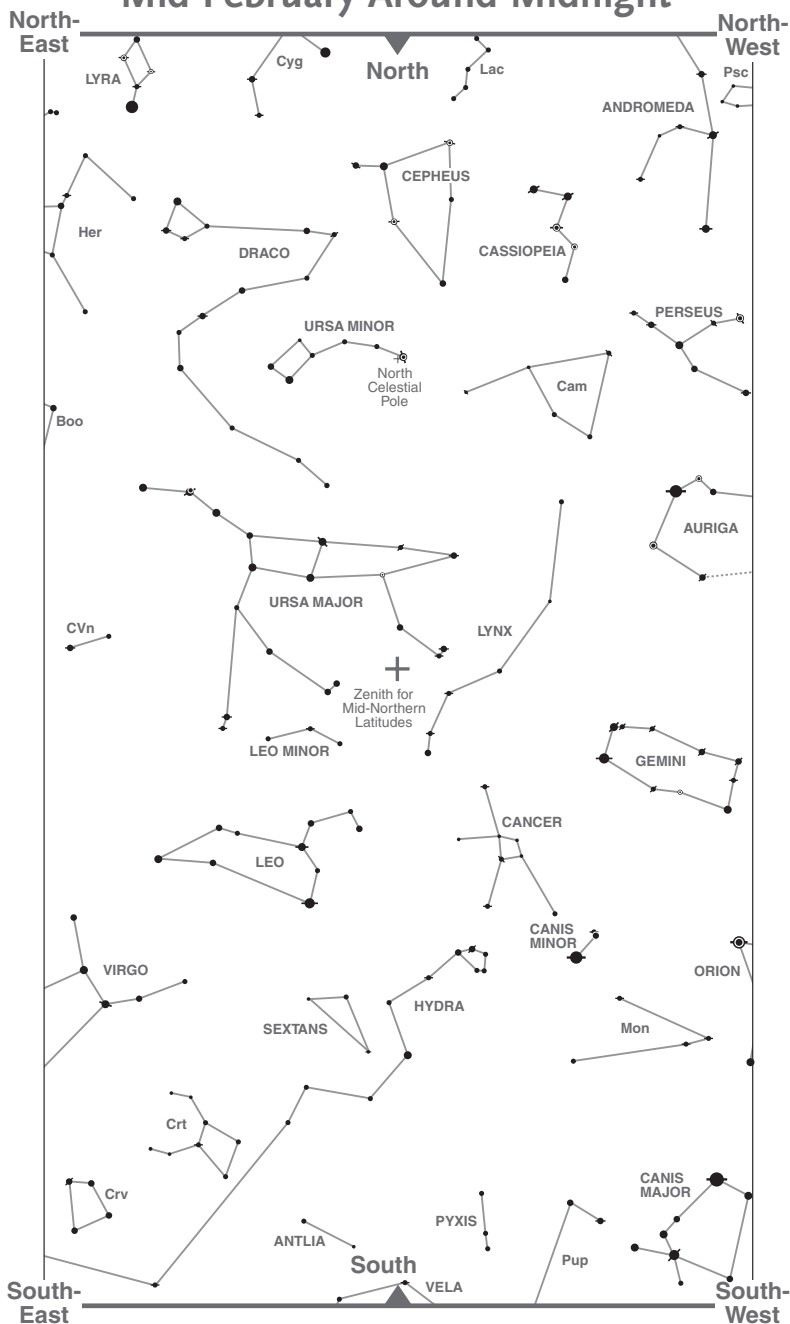 Mid February Around Midnight
North-
East
North
North-
West
LYRA
Cyg
Lac
Psc
ANDROMEDA
CEPHEUS
Her
DRACO
CASSIOPEIA
URSA MINOR
PERSEUS
North
Celestial
Pole
Cam
Boo
AURIGA
URSA MAJOR
CVn
LYNX
Zenith for
Mid-Northern
Latitudes
LEO MINOR
GEMINI
CANCER
LEO
CANIS
MINOR
VIRGO
ORION
HYDRA
SEXTANS
Mon
Crt
CANIS
MAJOR
Crv
PYXIS
ANTLIA
Pup
South
VELA
South-
East
South-
West